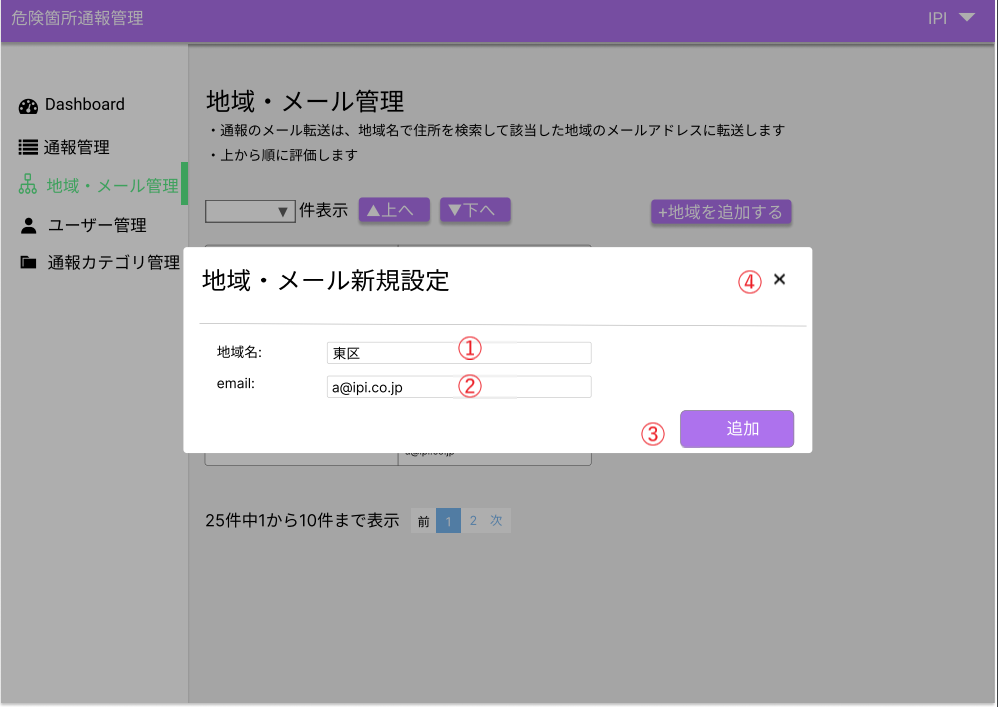 危険箇所通報管理 IPI
Dashboard
通報管理
地域・メール管理
ユーザー管理
通報カテゴリ管理
地域・メール管理
・通報のメール転送は、地域名で住所を検索して該当した地域のメールアドレスに転送します
・上から順に評価します
▼ 件表示 ▲上へ ▼下へ +地域を追加する
地域・メール新規設定 ④ ×
地域名: 東区 ①
email: a@ipi.co.jp ②
③ 追加
a@ipi.co.jp
25件中1から10件まで表示 前 1 2 次